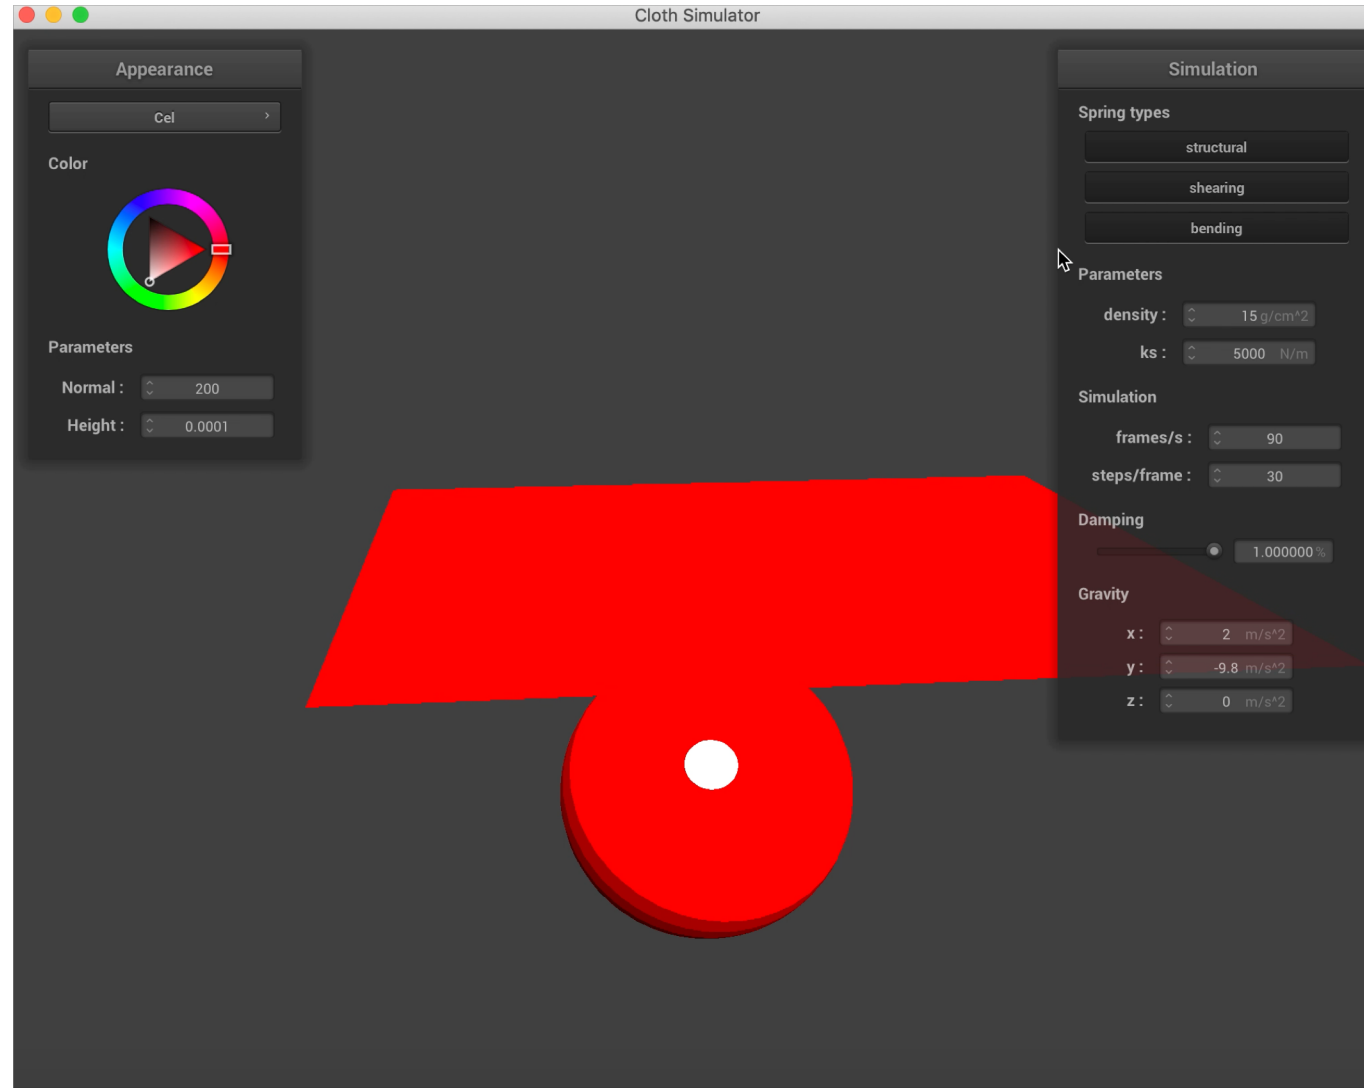 Cloth Simulator
Appearance
Cel
Color
Parameters
Normal : 200
Height : 0.0001
Simulation
Spring types
structural
shearing
bending
Parameters
density : 15 g/cm^2
ks : 5000 N/m
Simulation
frames/s : 90
steps/frame : 30
Damping
1.000000 %
Gravity
x : 2 m/s^2
y : -9.8 m/s^2
z : 0 m/s^2